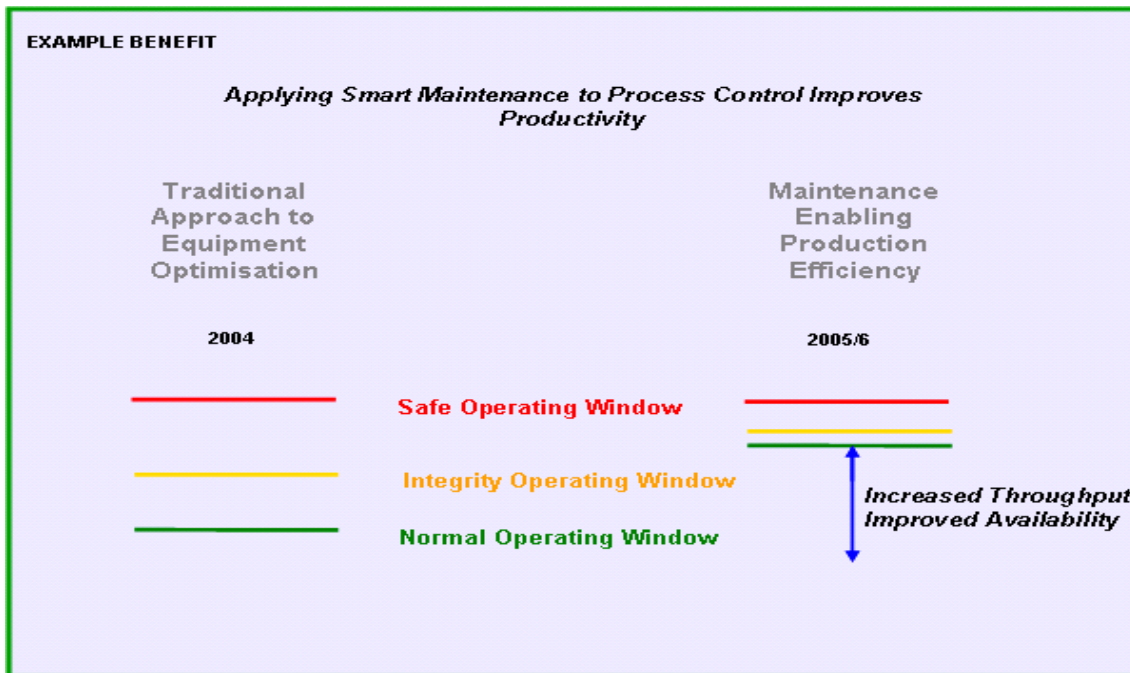 EXAMPLE BENEFIT
Applying Smart Maintenance to Process Control Improves
Productivity
Traditional
Approach to
Equipment
Optimisation
Maintenance
Enabling
Production
Efficiency
2004
2005/6
Safe Operating Window
Integrity Operating Window
Normal Operating Window
Increased Throughput
Improved Availability